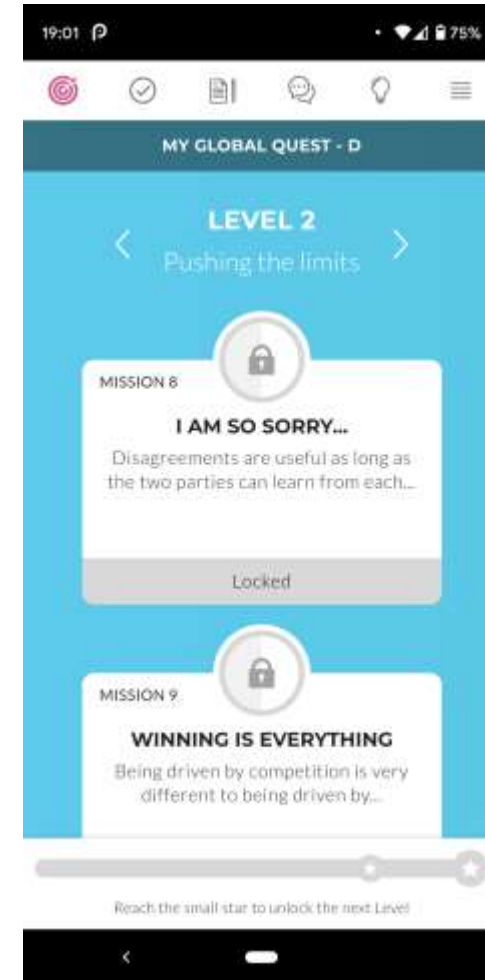 19:01 75%
MY GLOBAL QUEST - D
LEVEL 2
Pushing the limits
MISSION 8
I AM SO SORRY...
Disagreements are useful as long as
the two parties can learn from each...
Locked
MISSION 9
WINNING IS EVERYTHING
Being driven by competition is very
different to being driven by...
Reach the small star to unlock the next Level